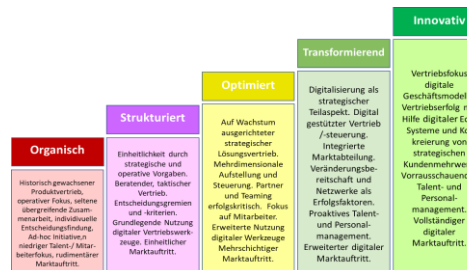 Organisch
Historisch gewachsener
Produktvertrieb,
operativer Fokus, seltene
übergreifende Zusam-
menarbeit, individuelle
Entscheidungsfindung,
Ad-hoc Initiative,n
niedriger Talent-/ Mitar-
beiterfokus, rudimentärer
Marktauftritt.
Strukturiert
Einheitlichkeit durch
strategische und
operative Vorgaben.
Beratender, taktischer
Vertrieb.
Entscheidungsgremien
und -kriterien.
Grundlegende Nutzung
digitaler Vertriebswerk-
zeuge. Einheitlicher
Marktauftritt.
Optimiert
Auf Wachstum
ausgerichteter
strategischer
Lösungsvertrieb.
Mehrdimensionale
Aufstellung und
Steuerung. Partner
und Teaming
erfolgskritisch. Fokus
auf Mitarbeiter.
Erweiterte Nutzung
digitaler Werkzeuge
Mehrschichtiger
Marktauftritt.
Transformierend
Digitalisierung als
strategischer
Teilaspekt. Digital
gestützter Vertrieb
/-steuerung.
Integrierte
Marktabteilung.
Veränderungsbe-
reitschaft und
Netzwerke als
Erfolgsfaktoren.
Proaktives Talent-
und Personal-
management.
Erweiterter digitaler
Marktauftritt.
Innovativ
Vertriebsfokus
digitale
Geschäftsmodel
Vertriebserfolg m
Hilfe digitaler Ec
Systeme und Ko
kreierung von
strategischen
Kundenmehrwe
Vorrausschauen
Talent- und
Personal-
management.
Vollständiger
digitaler
Marktauftritt.